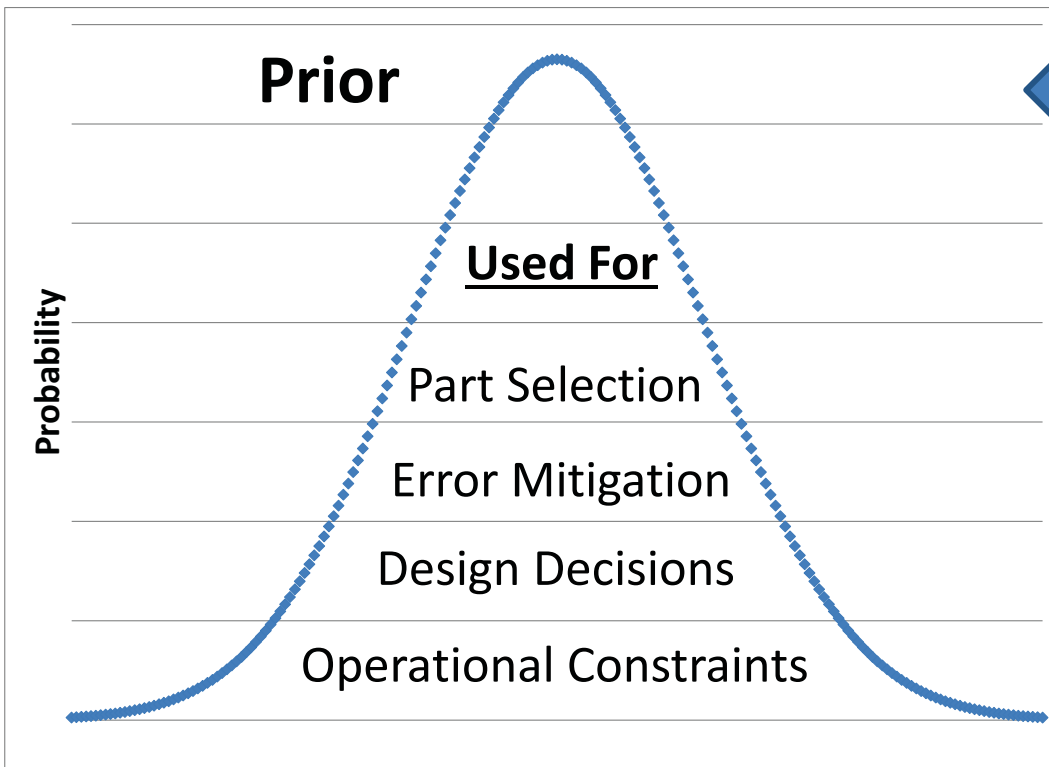 Prior
Used For
Probability
Part Selection
Error Mitigation
Design Decisions
Operational Constraints